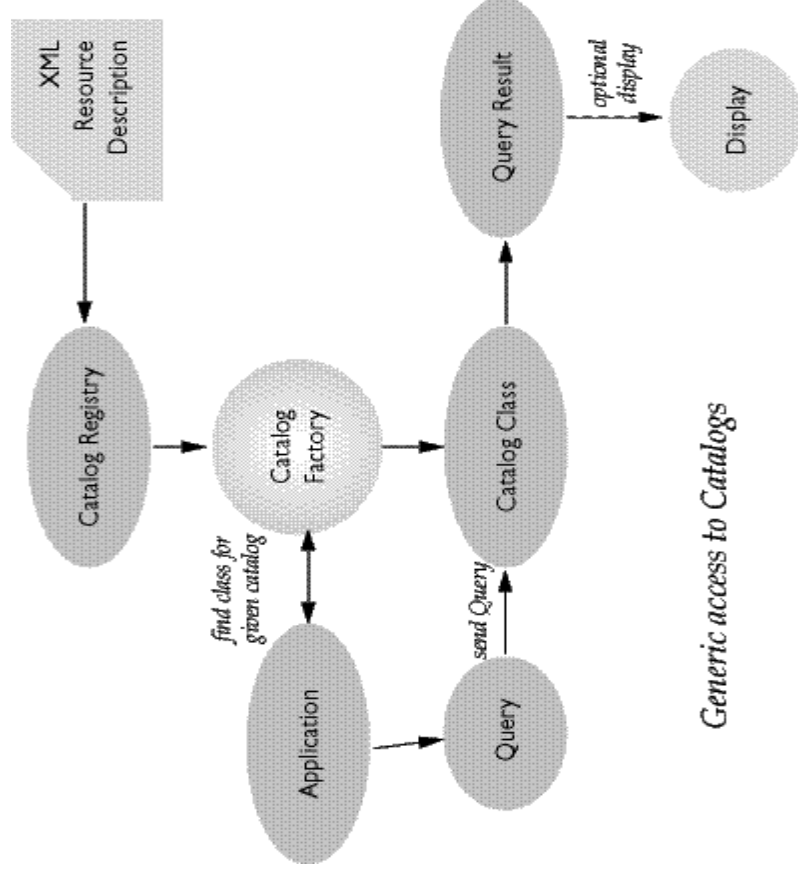 XML
Resource
Description
Catalog Registry
Catalog
Factory
find class for
given catalog
Application
Query
send Query
Catalog Class
Query Result
optional
display
Display
Generic access to Catalogs